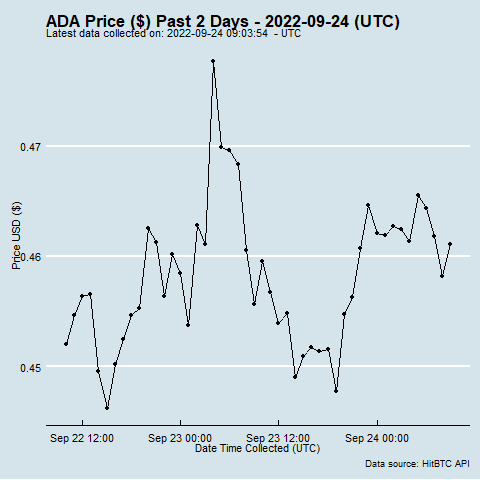 ADA Price ($) Past 2 Days - 2022-09-24 (UTC)
Latest data collected on: 2022-09-24 09:03:54 - UTC
Price USD ($)
0.47
0.46
0.45
Sep 22 12:00 Sep 23 00:00 Sep 23 12:00 Sep 24 00:00
Date Time Collected (UTC)
Data source: HitBTC API